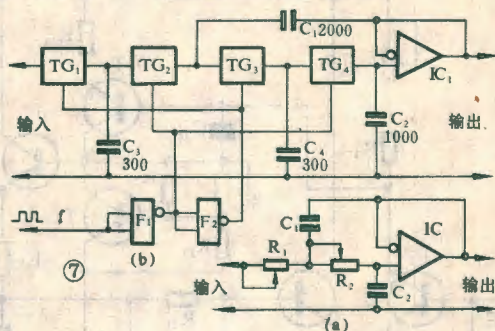 C₁2000
TG₁ TG₂ TG₃ TG₄
IC₁
输入 C₃ 300 C₄ 300 C₂ 1000 输出
f F₁ F₂
⑦ (b) C₁ IC
输入 R₁ R₂ C₂ 输出
(a)